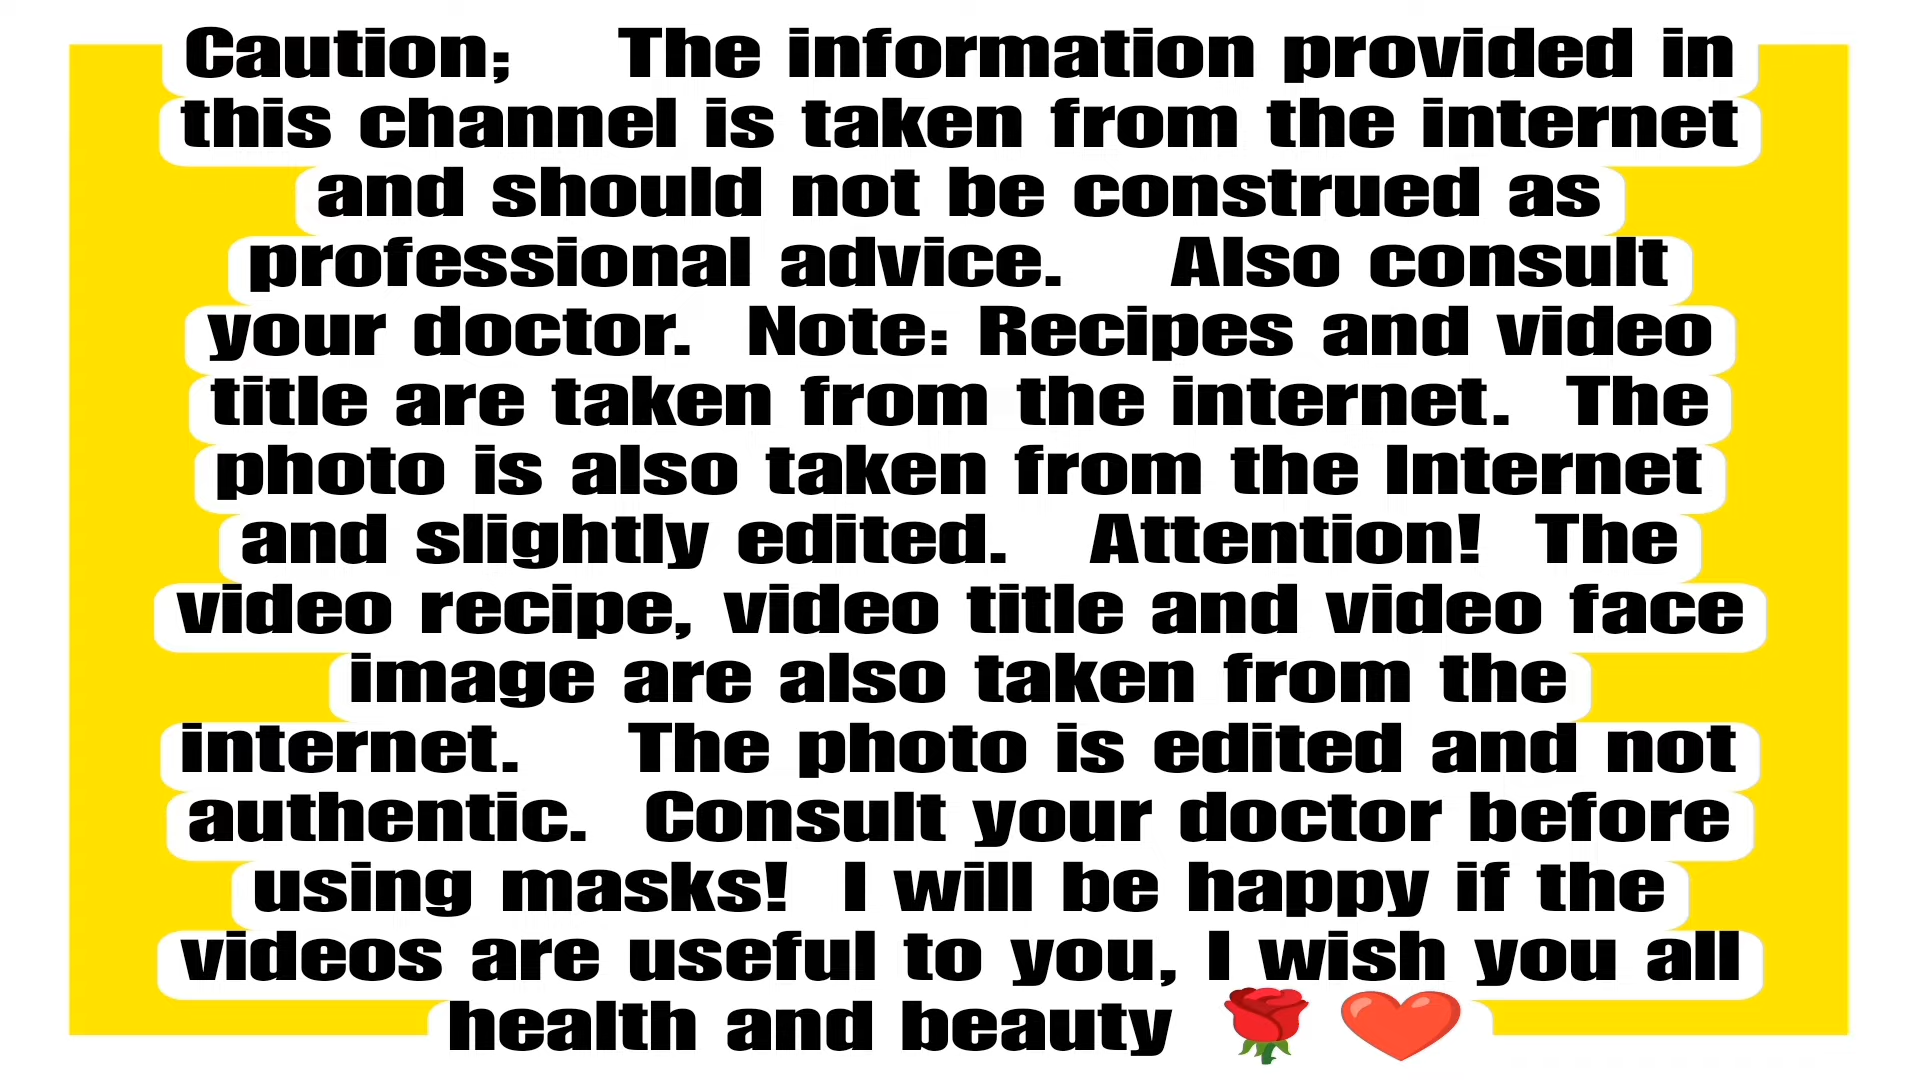 Caution; The information provided in
this channel is taken from the internet
and should not be construed as
professional advice. Also consult
your doctor. Note: Recipes and video
title are taken from the internet. The
photo is also taken from the Internet
and slightly edited. Attention! The
video recipe, video title and video face
image are also taken from the
internet. The photo is edited and not
authentic. Consult your doctor before
using masks! I will be happy if the
videos are useful to you, I wish you all
health and beauty 🌹 ❤️